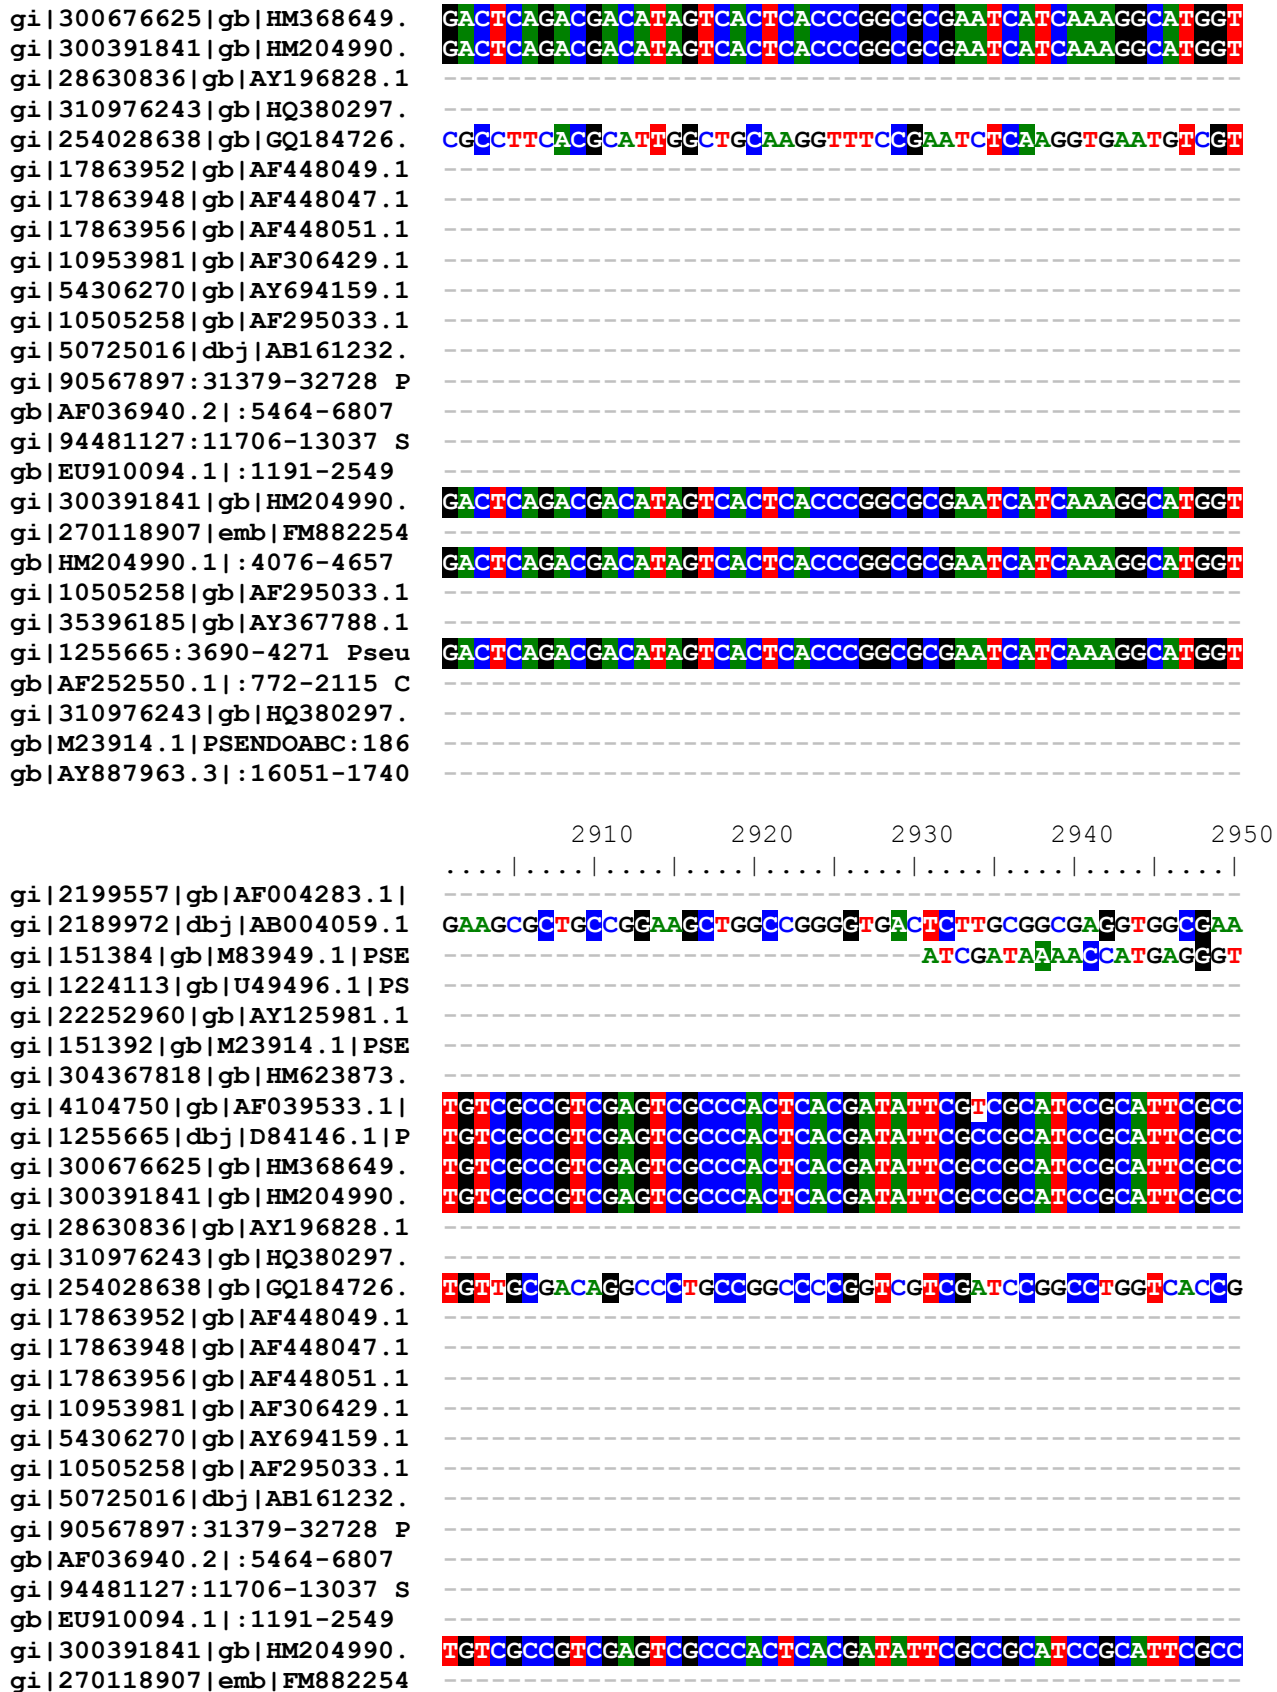 gi|300676625|gb|HM368649. GACTCAGACGACATAGTCACTCACCCGGCGCGAATCATCAAAGGCATGGT
gi|300391841|gb|HM204990. GACTCAGACGACATAGTCACTCACCCGGCGCGAATCATCAAAGGCATGGT
gi|28630836|gb|AY196828.1 --------------------------------------------------
gi|310976243|gb|HQ380297. --------------------------------------------------
gi|254028638|gb|GQ184726. CGCCTTCACGCATTGGCTGCAAGGTTTCCGAATCTCAAGGTGAATGTCGT
gi|17863952|gb|AF448049.1 --------------------------------------------------
gi|17863948|gb|AF448047.1 --------------------------------------------------
gi|17863956|gb|AF448051.1 --------------------------------------------------
gi|10953981|gb|AF306429.1 --------------------------------------------------
gi|54306270|gb|AY694159.1 --------------------------------------------------
gi|10505258|gb|AF295033.1 --------------------------------------------------
gi|50725016|dbj|AB161232. --------------------------------------------------
gi|90567897:31379-32728 P --------------------------------------------------
gb|AF036940.2|:5464-6807 --------------------------------------------------
gi|94481127:11706-13037 S --------------------------------------------------
gb|EU910094.1|:1191-2549 --------------------------------------------------
gi|300391841|gb|HM204990. GACTCAGACGACATAGTCACTCACCCGGCGCGAATCATCAAAGGCATGGT
gi|270118907|emb|FM882254 --------------------------------------------------
gb|HM204990.1|:4076-4657 GACTCAGACGACATAGTCACTCACCCGGCGCGAATCATCAAAGGCATGGT
gi|10505258|gb|AF295033.1 --------------------------------------------------
gi|35396185|gb|AY367788.1 --------------------------------------------------
gi|1255665:3690-4271 Pseu GACTCAGACGACATAGTCACTCACCCGGCGCGAATCATCAAAGGCATGGT
gb|AF252550.1|:772-2115 C --------------------------------------------------
gi|310976243|gb|HQ380297. --------------------------------------------------
gb|M23914.1|PSENDOABC:186 --------------------------------------------------
gb|AY887963.3|:16051-1740 --------------------------------------------------
2910 2920 2930 2940 2950
....|....|....|....|....|....|....|....|....|....|
gi|2199557|gb|AF004283.1| --------------------------------------------------
gi|2189972|dbj|AB004059.1 GAAGCGCTGCCGGAAGCTGGCCGGGGTGACTCTTGCGGCGAGGTGGCGAA
gi|151384|gb|M83949.1|PSE ------------------------------ATCGATAAAACCATGAGGGT
gi|1224113|gb|U49496.1|PS --------------------------------------------------
gi|22252960|gb|AY125981.1 --------------------------------------------------
gi|151392|gb|M23914.1|PSE --------------------------------------------------
gi|304367818|gb|HM623873. --------------------------------------------------
gi|4104750|gb|AF039533.1| TGTCGCCGTCGAGTCGCCCACTCACGATATTCGTCGCATCCGCATTCGCC
gi|1255665|dbj|D84146.1|P TGTCGCCGTCGAGTCGCCCACTCACGATATTCGCCGCATCCGCATTCGCC
gi|300676625|gb|HM368649. TGTCGCCGTCGAGTCGCCCACTCACGATATTCGCCGCATCCGCATTCGCC
gi|300391841|gb|HM204990. TGTCGCCGTCGAGTCGCCCACTCACGATATTCGCCGCATCCGCATTCGCC
gi|28630836|gb|AY196828.1 --------------------------------------------------
gi|310976243|gb|HQ380297. --------------------------------------------------
gi|254028638|gb|GQ184726. TGTTGCGACAGGCCCTGCCGGCCCCGGTCGTCGATCCGGCCTGGTCACCG
gi|17863952|gb|AF448049.1 --------------------------------------------------
gi|17863948|gb|AF448047.1 --------------------------------------------------
gi|17863956|gb|AF448051.1 --------------------------------------------------
gi|10953981|gb|AF306429.1 --------------------------------------------------
gi|54306270|gb|AY694159.1 --------------------------------------------------
gi|10505258|gb|AF295033.1 --------------------------------------------------
gi|50725016|dbj|AB161232. --------------------------------------------------
gi|90567897:31379-32728 P --------------------------------------------------
gb|AF036940.2|:5464-6807 --------------------------------------------------
gi|94481127:11706-13037 S --------------------------------------------------
gb|EU910094.1|:1191-2549 --------------------------------------------------
gi|300391841|gb|HM204990. TGTCGCCGTCGAGTCGCCCACTCACGATATTCGCCGCATCCGCATTCGCC
gi|270118907|emb|FM882254 --------------------------------------------------